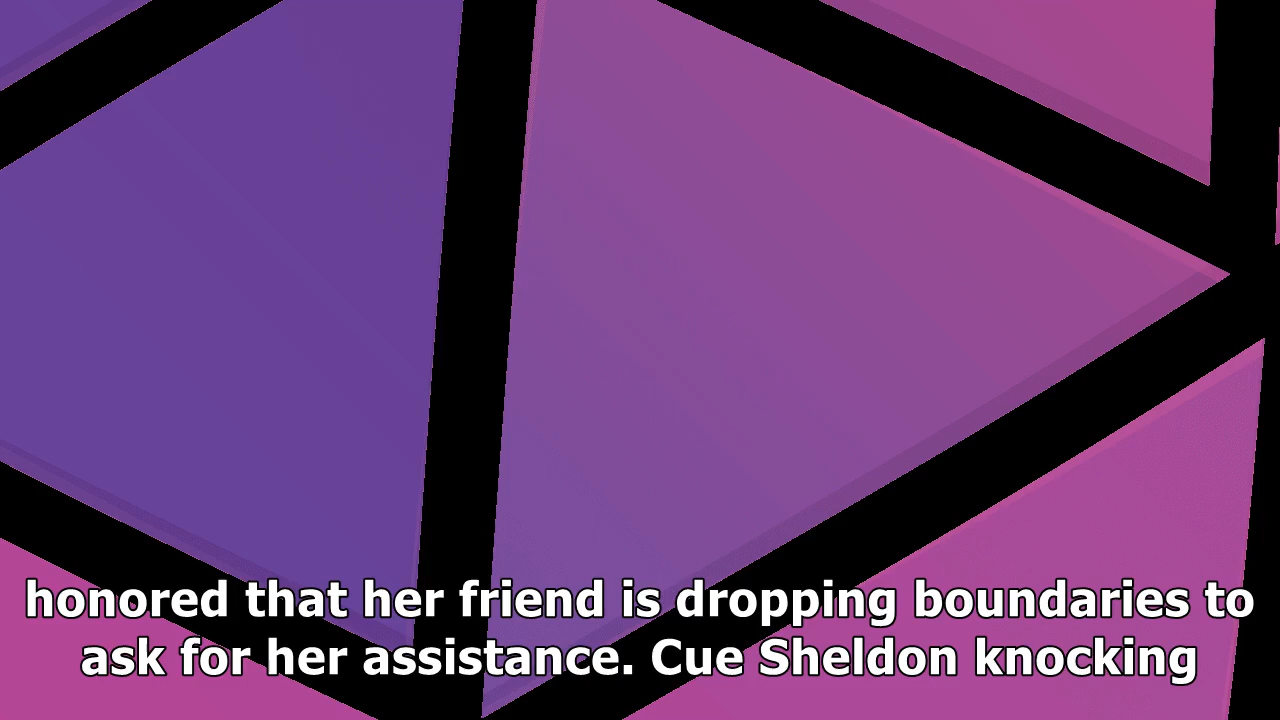 honored that her friend is dropping boundaries to
ask for her assistance. Cue Sheldon knocking